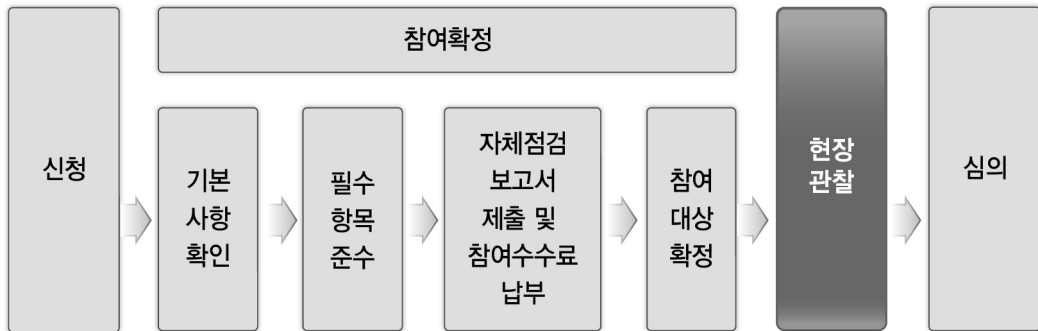 참여확정
신청
기본
사항
확인
필수
항목
준수
자체점검
보고서
제출 및
참여수수료
납부
참여
대상
확정
현장
관찰
심의